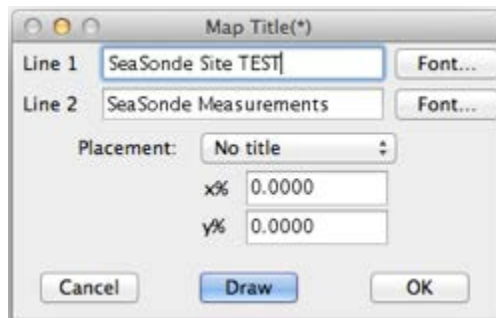 Map Title(*)
Line 1 SeaSonde Site TEST Font...
Line 2 SeaSonde Measurements Font...
Placement: No title
x% 0.0000
y% 0.0000
Cancel Draw OK